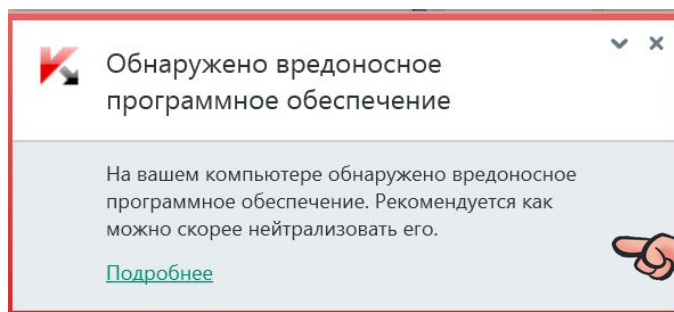 Обнаружено вредоносное
программное обеспечение
На вашем компьютере обнаружено вредоносное
программное обеспечение. Рекомендуется как
можно скорее нейтрализовать его.
Подробнее